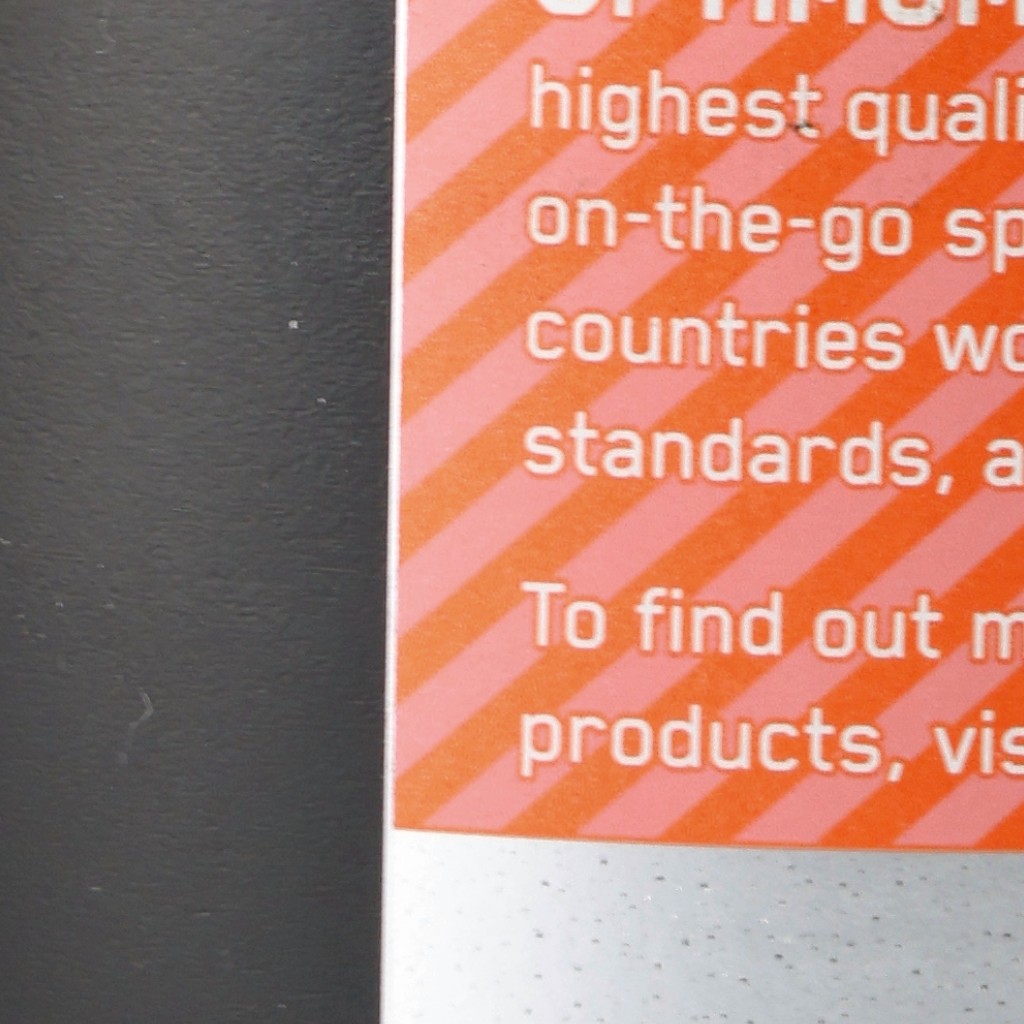 highest quali
on-the-go sp
countries wo
standards, a
To find out m
products, vis